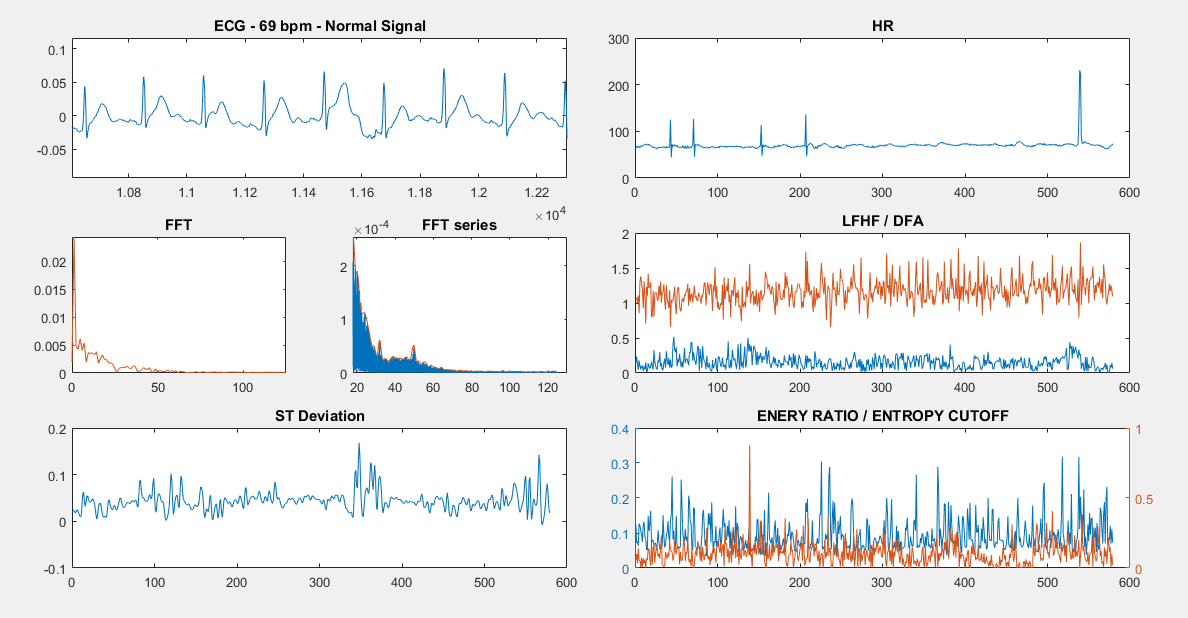 ECG - 69 bpm - Normal Signal
0.1
0.05
0
-0.05
1.08 1.1 1.12 1.14 1.16 1.18 1.2 1.22
×10^4
HR
300
200
100
0
0 100 200 300 400 500 600
FFT
0.02
0.015
0.005
0
0 50 100
FFT series
×10^-4
2
1
0
20 40 60 80 100 120
LFHF / DFA
2
1.5
1
0.5
0
0 100 200 300 400 500 600
ST Deviation
0.2
0.1
0
-0.1
0 100 200 300 400 500 600
ENERY RATIO / ENTROPY CUTOFF
0.4
0.3
0.2
0.1
0
1
0.5
0
0 100 200 300 400 500 600